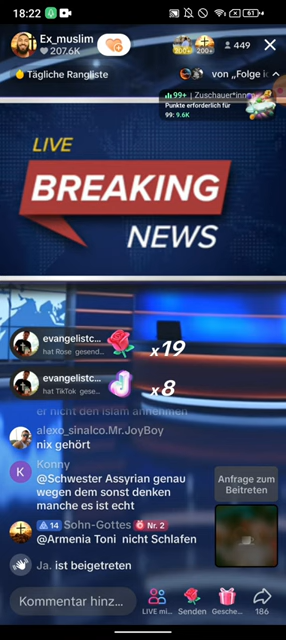 18:22
61
Ex_muslim
207.6K
200+
200+
449
Tägliche Rangliste
von „Folge
99+ | Zuschauer*innen
Punkte erforderlich für
99: 9.6K
LIVE
BREAKING
NEWS
evangelistc...
hat Rose gesend...
x19
evangelistc...
hat TikTok gese...
x8
er nicht den Islam annehmen
alexo_sinalco.Mr.JoyBoy
nix gehört
K
Konny
@Schwester Assyrian genau
wegen dem sonst denken
manche es ist echt
Anfrage zum
Beitreten
14 Sohn-Gottes Nr. 2
@Armenia Toni nicht Schlafen
Ja. ist beigetreten
Kommentar hinz...
LIVE mi...
Senden
Gesche...
186